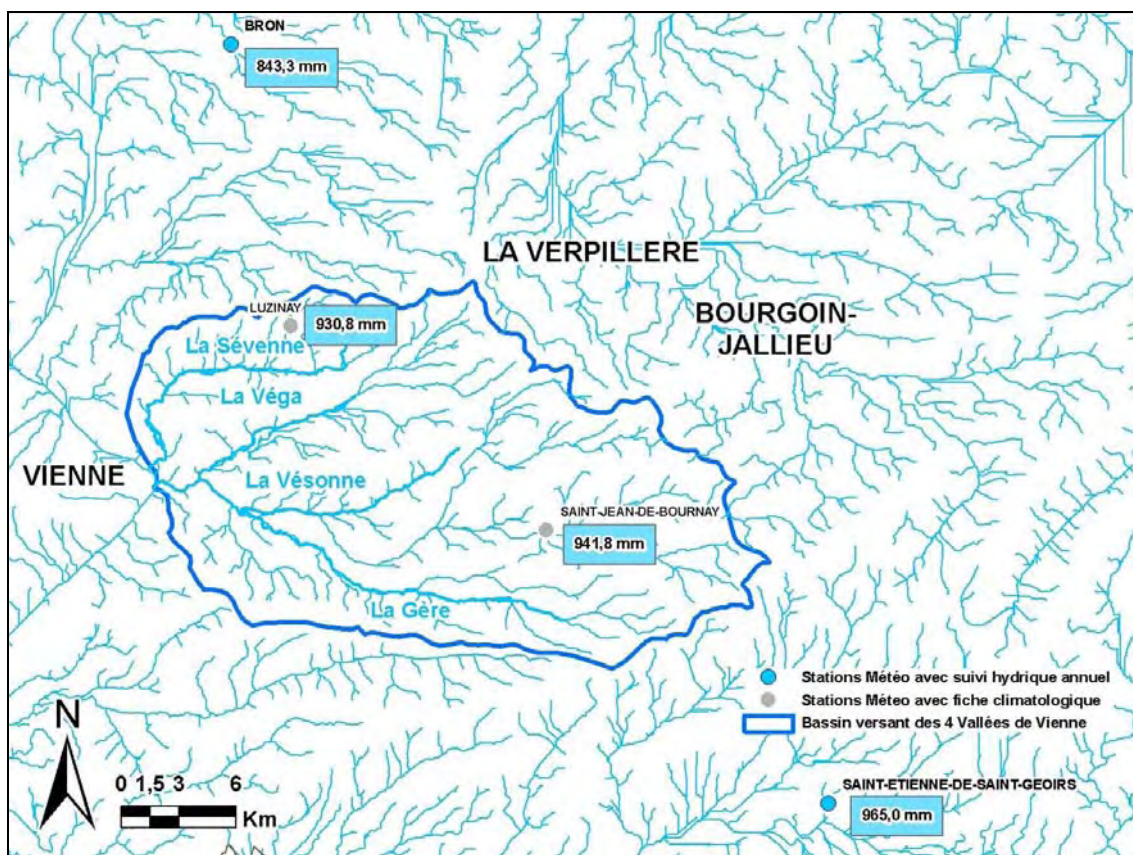 BRON
843,3 mm
LA VERPILLERE
BOURGOIN-
JALLIEU
LUZINAY
930,8 mm
La Sévenne
La Véga
VIENNE
La Vésonne
SAINT-JEAN-DE-BOURNAY
941,8 mm
La Gère
Stations Météo avec suivi hydrique annuel
Stations Méteo avec fiche climatologique
Bassin versant des 4 Vallées de Vienne
N
0 1,5 3 6
Km
SAINT-ETIENNE-DE-SAINT-GEOIRS
965,0 mm